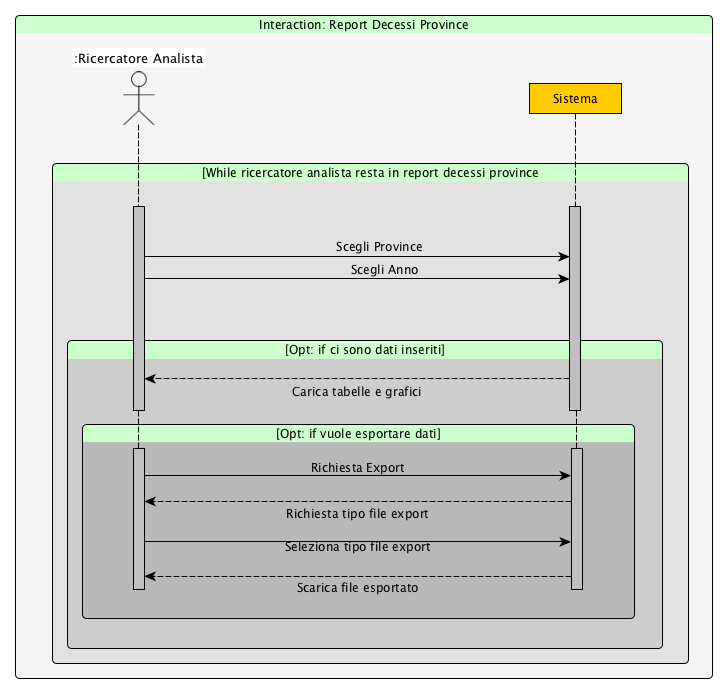 Interaction: Report Decessi Province
:Ricercatore Analista
Sistema
[While ricercatore analista resta in report decessi province
Scegli Province
Scegli Anno
[Opt: if ci sono dati inseriti]
Carica tabelle e grafici
[Opt: if vuole esportare dati]
Richiesta Export
Richiesta tipo file export
Seleziona tipo file export
Scarica file esportato